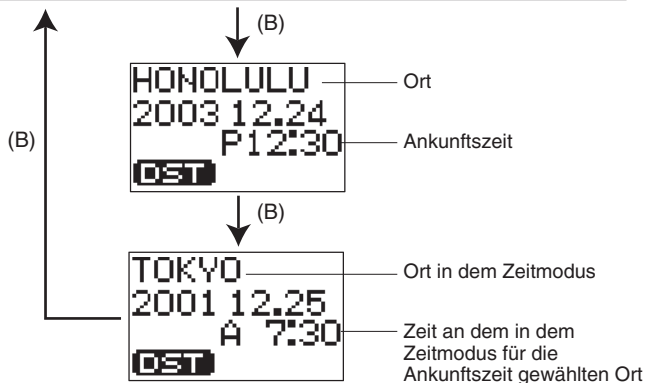 (B)
HONOLULU
Ort
2003 12.24
P12:30
Ankunftszeit
DST
(B)
(B)
TOKYO
Ort in dem Zeitmodus
2001 12.25
A 7:30
Zeit an dem in dem
Zeitmodus für die
Ankunftszeit gewählten Ort
DST